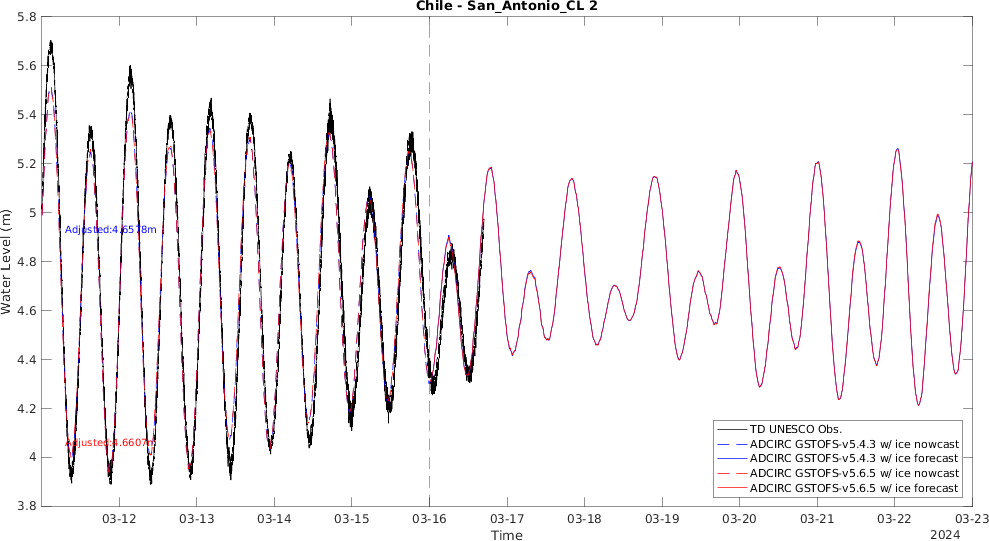 Chile - San_Antonio_CL 2
5.8
5.6
5.4
5.2
5
4.8
4.6
4.4
4.2
4
3.8
Water Level (m)
Adjusted:4.6578m
Adjusted:4.6607m
TD UNESCO Obs.
ADCIRC GSTOFS-v5.4.3 w/ ice nowcast
ADCIRC GSTOFS-v5.4.3 w/ ice forecast
ADCIRC GSTOFS-v5.6.5 w/ ice nowcast
ADCIRC GSTOFS-v5.6.5 w/ ice forecast
03-12 03-13 03-14 03-15 03-16 03-17 03-18 03-19 03-20 03-21 03-22 03-23
Time
2024